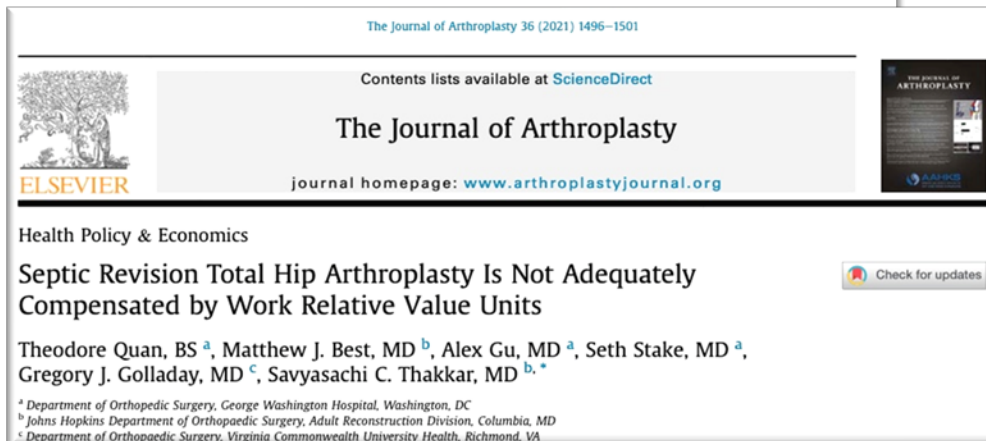 The Journal of Arthroplasty 36 (2021) 1496–1501
Contents lists available at ScienceDirect
The Journal of Arthroplasty
journal homepage: www.arthroplastyjournal.org
ELSEVIER
THE JOURNAL OF
ARTHROPLASTY
AAHKS
Health Policy & Economics
Septic Revision Total Hip Arthroplasty Is Not Adequately
Compensated by Work Relative Value Units
Check for updates
Theodore Quan, BS a, Matthew J. Best, MD b, Alex Gu, MD a, Seth Stake, MD a,
Gregory J. Golladay, MD c, Savyasachi C. Thakkar, MD b, *
a Department of Orthopedic Surgery, George Washington Hospital, Washington, DC
b Johns Hopkins Department of Orthopaedic Surgery, Adult Reconstruction Division, Columbia, MD
c Department of Orthopaedic Surgery, Virginia Commonwealth University Health, Richmond, VA